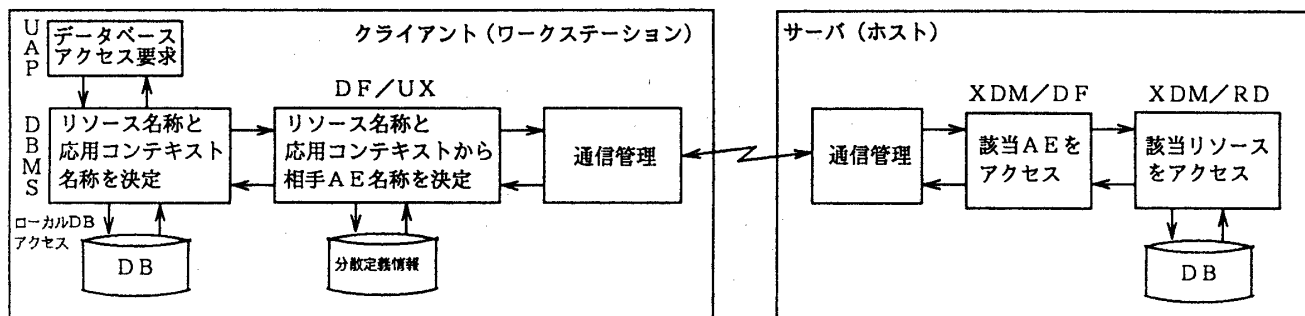 クライアント(ワークステーション)
UAP
データベース
アクセス要求
DF/UX
DBMS
リソース名称と
応用コンテキスト
名称を決定
リソース名称と
応用コンテキストから
相手AE名称を決定
通信管理
ローカルDB
アクセス
DB
分散定義情報
サーバ(ホスト)
XDM/DF
XDM/RD
通信管理
該当AEを
アクセス
該当リソース
をアクセス
DB